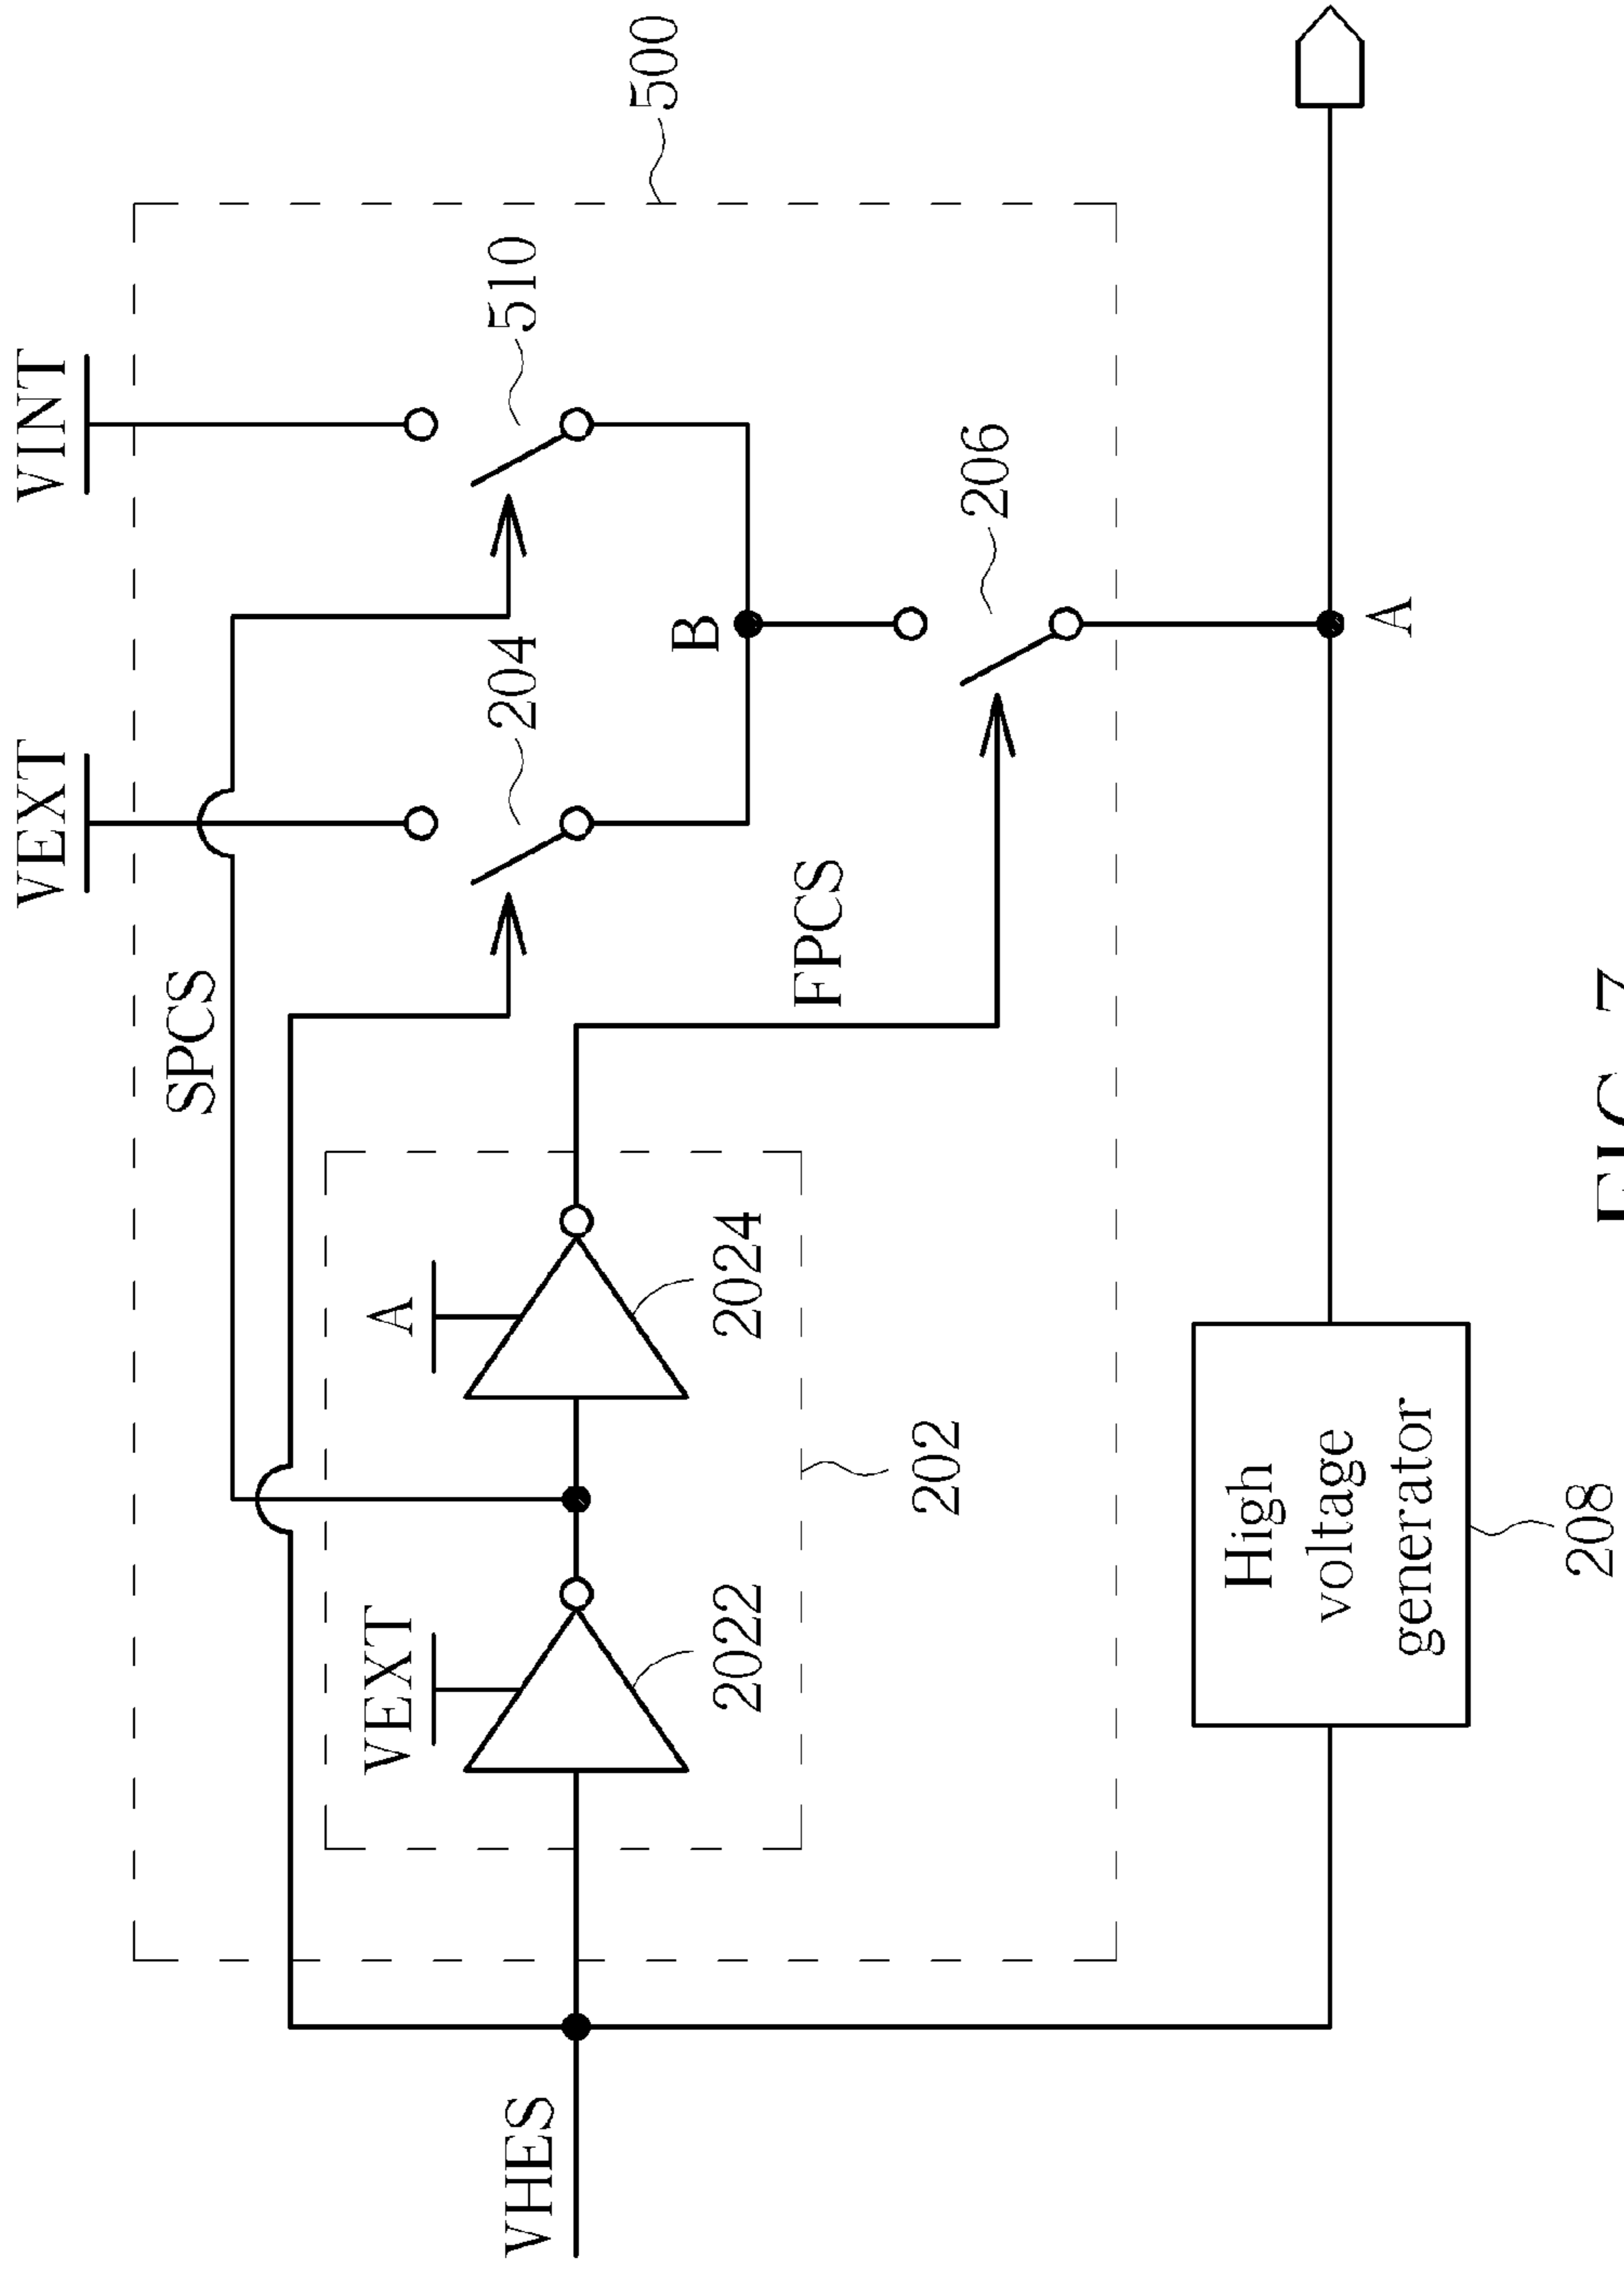 VEXT
VINT
SPCS
204
510
500
B
VHES
VEXT
A
2022
2024
FPCS
206
202
High
voltage
generator
A
208